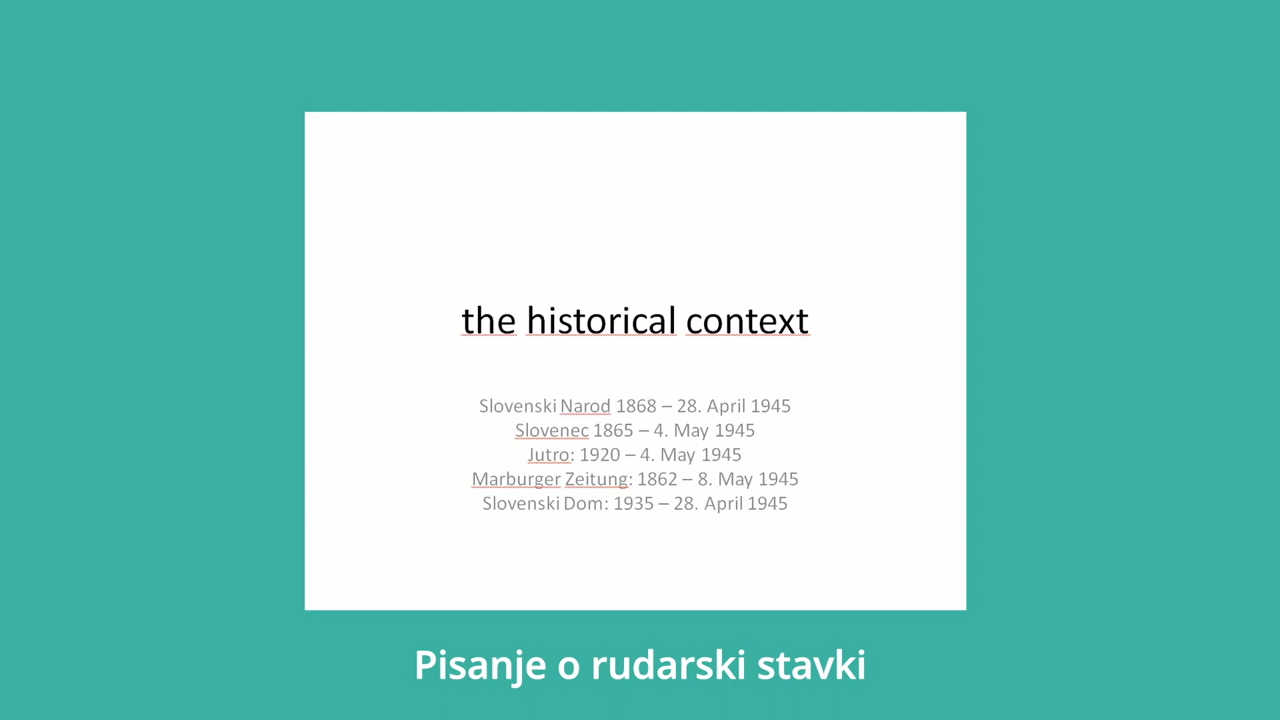 the historical context
Slovenski Narod 1868 – 28. April 1945
Slovenec 1865 – 4. May 1945
Jutro: 1920 – 4. May 1945
Marburger Zeitung: 1862 – 8. May 1945
Slovenski Dom: 1935 – 28. April 1945
Pisanje o rudarski stavki